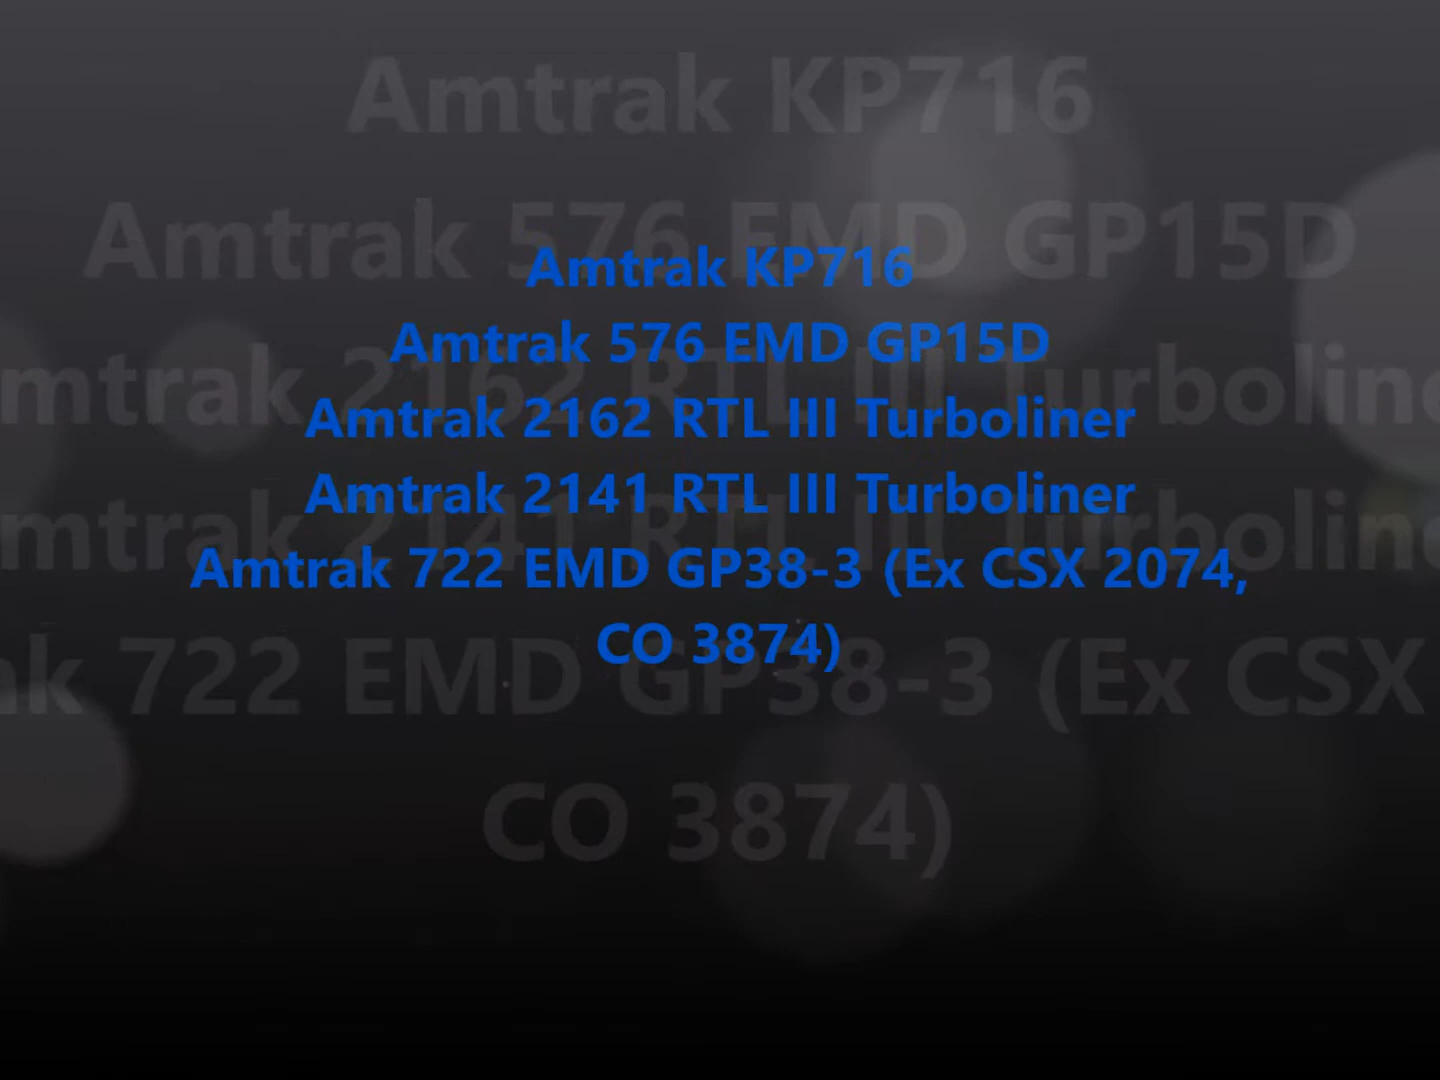 Amtrak KP716
Amtrak 576 EMD GP15D
Amtrak 2162 RTL III Turboliner
Amtrak 2141 RTL III Turboliner
Amtrak 722 EMD GP38-3 (Ex CSX 2074,
CO 3874)